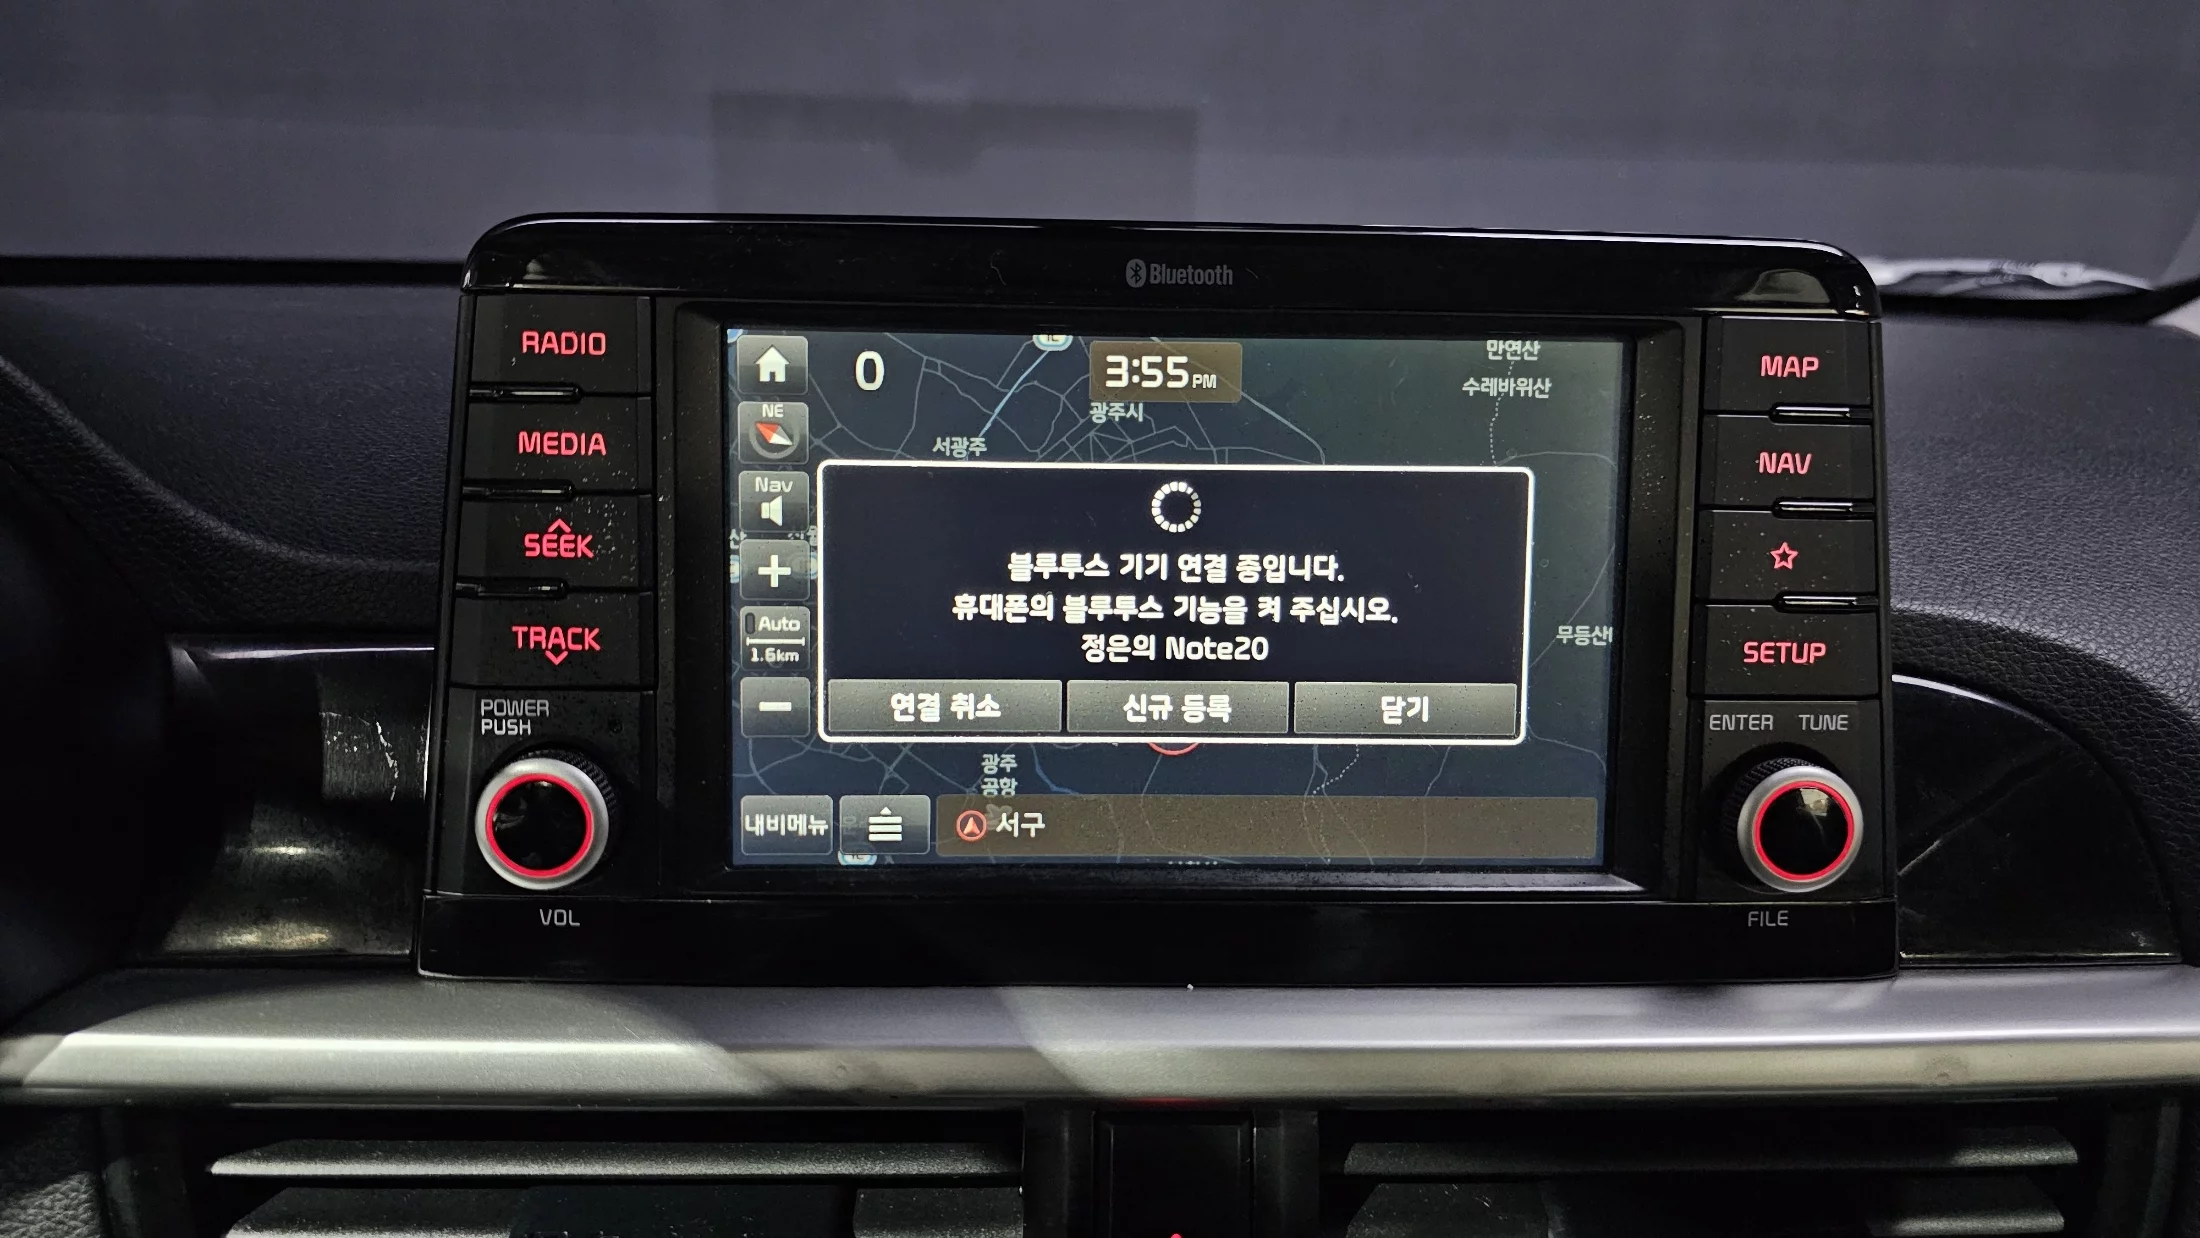 Bluetooth
RADIO
MEDIA
SEEK
TRACK
POWER
PUSH
VOL
0
3:55 PM
만연산
수레바위산
광주시
서광주
NE
Nav
Auto
1.6km
블루투스 기기 연결 중입니다.
휴대폰의 블루투스 기능을 켜 주십시오.
정은의 Note20
연결 취소
신규 등록
닫기
무등산
광주
공항
내비메뉴
서구
MAP
NAV
SETUP
ENTER TUNE
FILE